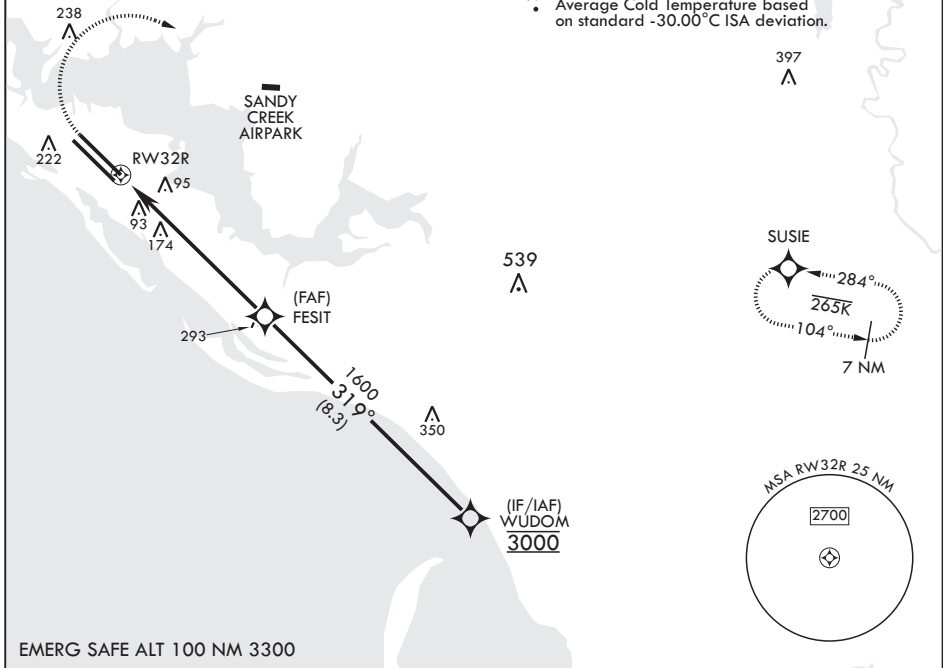 Average Cold Temperature based
on standard -30.00°C ISA deviation.
238
397
SANDY
CREEK
AIRPARK
222
RW32R
95
93
174
SUSIE
539
284°
265K
104°
7 NM
(FAF)
FESIT
293
1600
319°
(8.3)
350
MSA RW32R 25 NM
2700
(IF/IAF)
WUDOM
3000
EMERG SAFE ALT 100 NM 3300